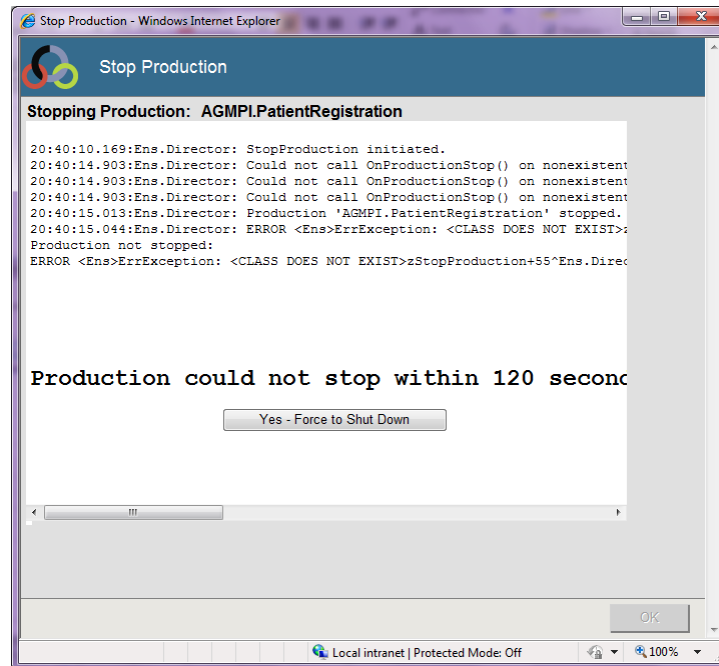 Stop Production - Windows Internet Explorer
Stop Production
Stopping Production: AGMPI.PatientRegistration
20:40:10.169:Ens.Director: StopProduction initiated.
20:40:14.903:Ens.Director: Could not call OnProductionStop() on nonexistent
20:40:14.903:Ens.Director: Could not call OnProductionStop() on nonexistent
20:40:14.903:Ens.Director: Could not call OnProductionStop() on nonexistent
20:40:15.013:Ens.Director: Production 'AGMPI.PatientRegistration' stopped.
20:40:15.044:Ens.Director: ERROR <Ens>ErrException: <CLASS DOES NOT EXIST>z
Production not stopped:
ERROR <Ens>ErrException: <CLASS DOES NOT EXIST>zStopProduction+55^Ens.Direc
Production could not stop within 120 second
Yes - Force to Shut Down
OK
Local intranet | Protected Mode: Off
100%